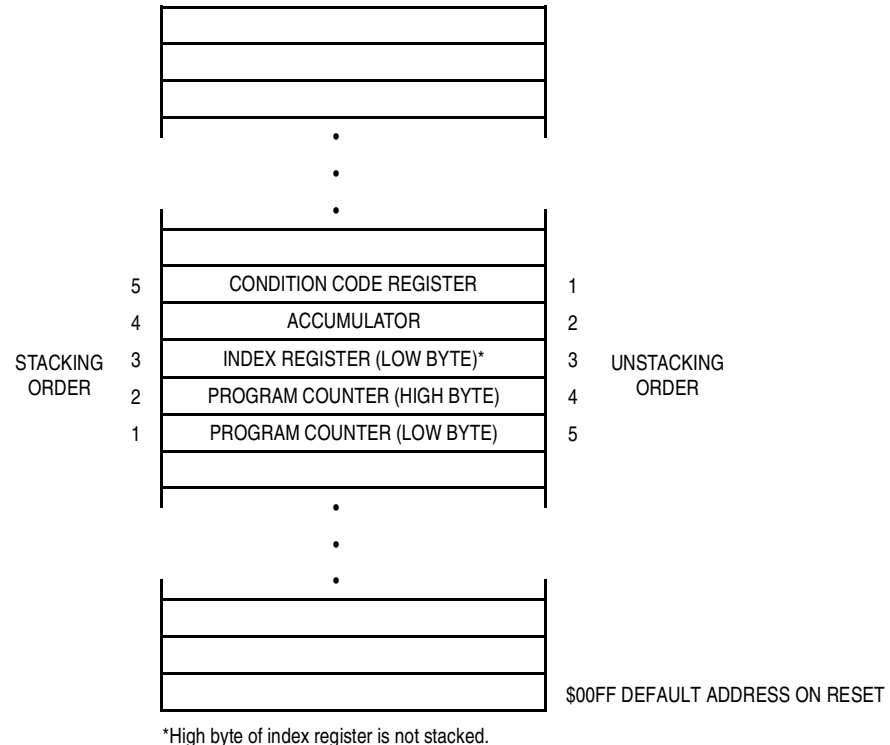 5 CONDITION CODE REGISTER 1
4 ACCUMULATOR 2
STACKING ORDER
3 INDEX REGISTER (LOW BYTE)* 3
UNSTACKING ORDER
2 PROGRAM COUNTER (HIGH BYTE) 4
1 PROGRAM COUNTER (LOW BYTE) 5
$00FF DEFAULT ADDRESS ON RESET
*High byte of index register is not stacked.